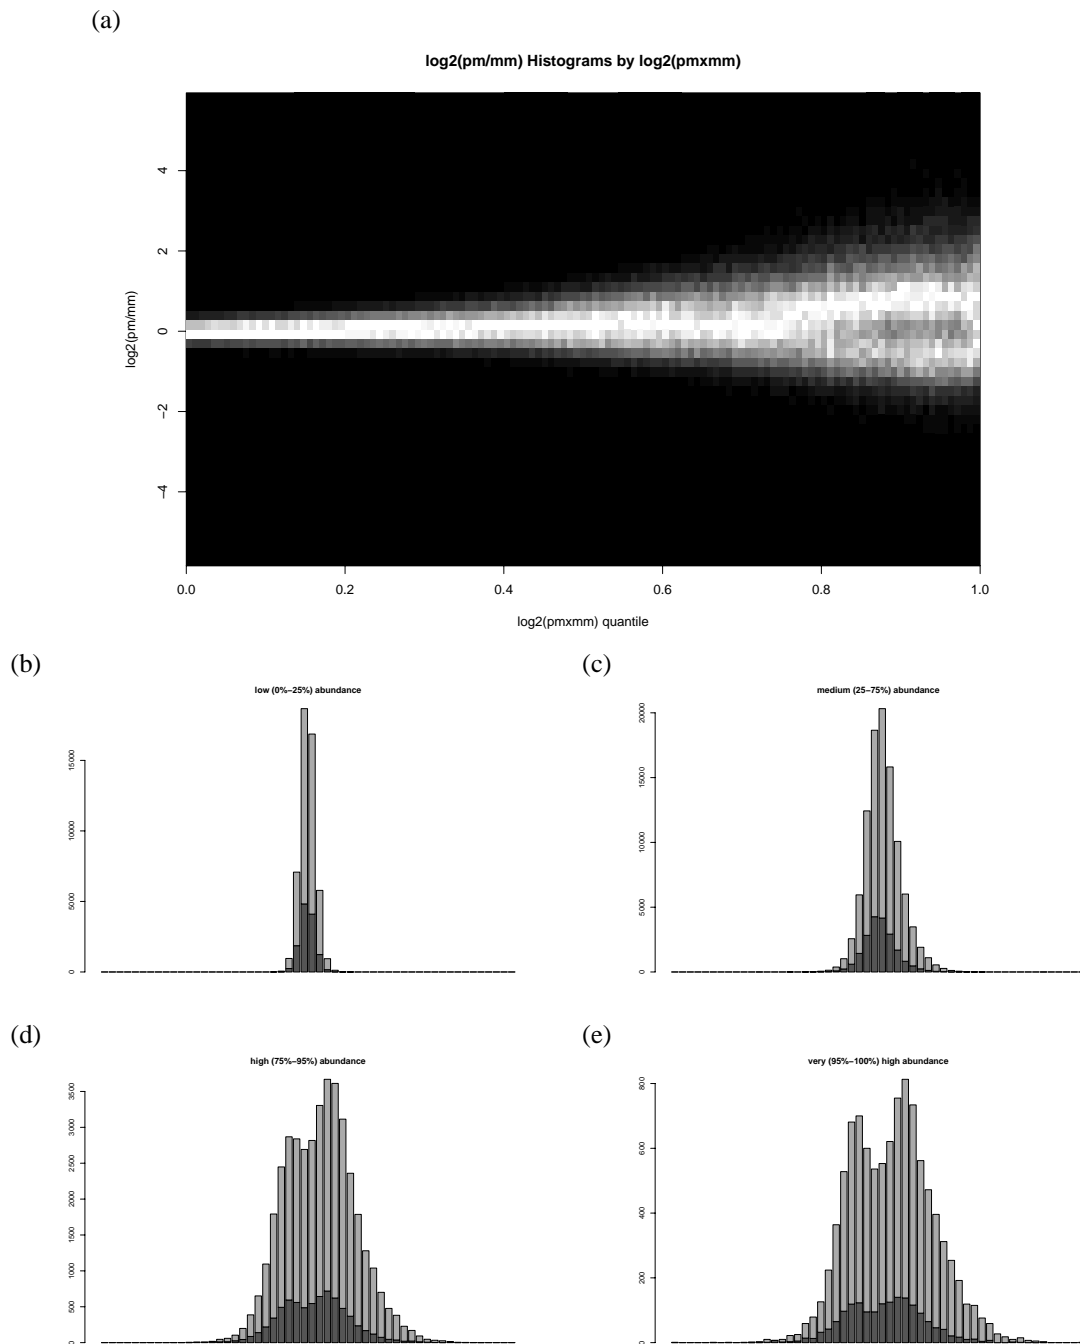 (a)
log2(pm/mm) Histograms by log2(pmxmm)
log2(pm/mm)
4
2
0
−2
−4
0.0 0.2 0.4 0.6 0.8 1.0
log2(pmxmm) quantile
(b)
low (0%−25%) abundance
15000
10000
5000
0
(c)
medium (25−75%) abundance
20000
15000
10000
5000
0
(d)
high (75%−95%) abundance
3500
3000
2500
2000
1500
1000
500
0
(e)
very (95%−100%) high abundance
800
600
400
200
0